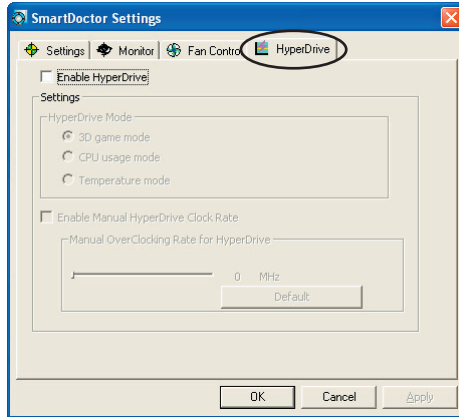 SmartDoctor Settings
Settings Monitor Fan Contro HyperDrive
Enable HyperDrive
Settings
HyperDrive Mode
3D game mode
CPU usage mode
Temperature mode
Enable Manual HyperDrive Clock Rate
Manual OverClocking Rate for HyperDrive
0 MHz
Default
OK Cancel Apply